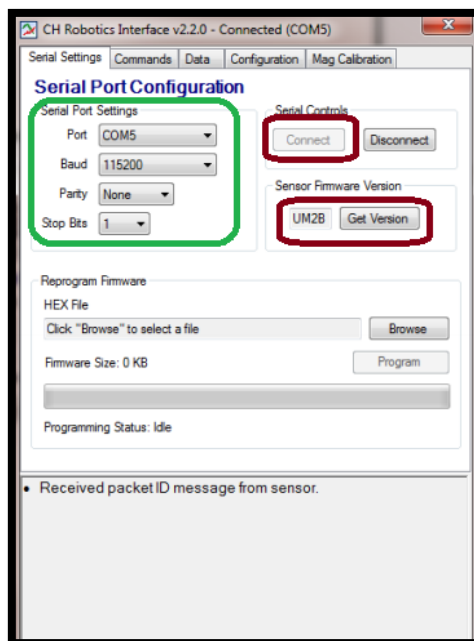 CH Robotics Interface v2.2.0 - Connected (COM5)
Serial Settings Commands Data Configuration Mag Calibration
Serial Port Configuration
Serial Port Settings
Port COM5
Baud 115200
Parity None
Stop Bits 1
Serial Controls
Connect Disconnect
Sensor Firmware Version
UM2B Get Version
Reprogram Firmware
HEX File
Click "Browse" to select a file Browse
Firmware Size: 0 KB Program
Programming Status: Idle
• Received packet ID message from sensor.